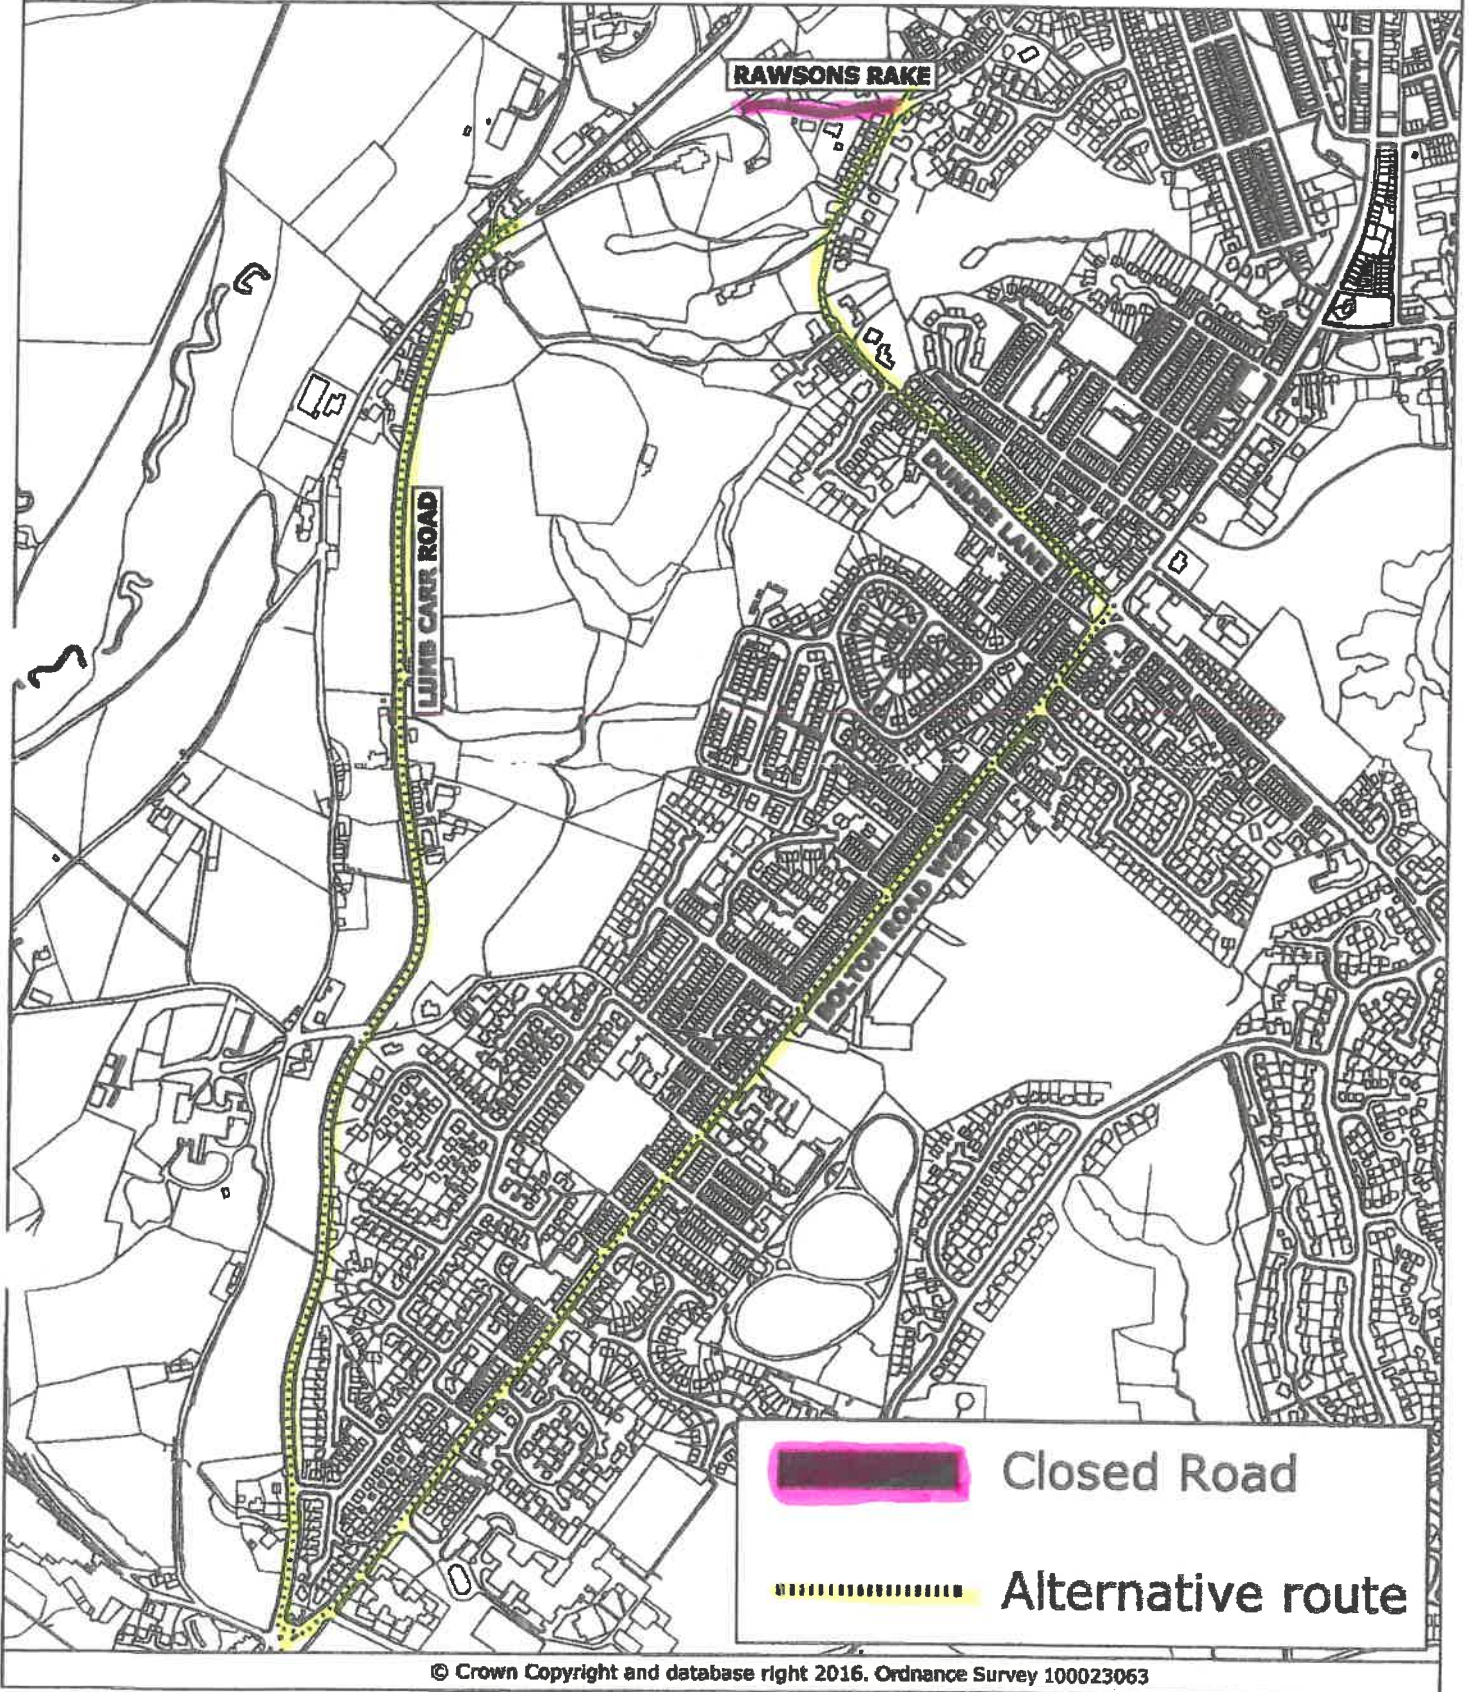 RAWSONS RAKE
LUMB CARR ROAD
DUNDEE LANE
BOLTON ROAD WEST
Closed Road
Alternative route
© Crown Copyright and database right 2016. Ordnance Survey 100023063